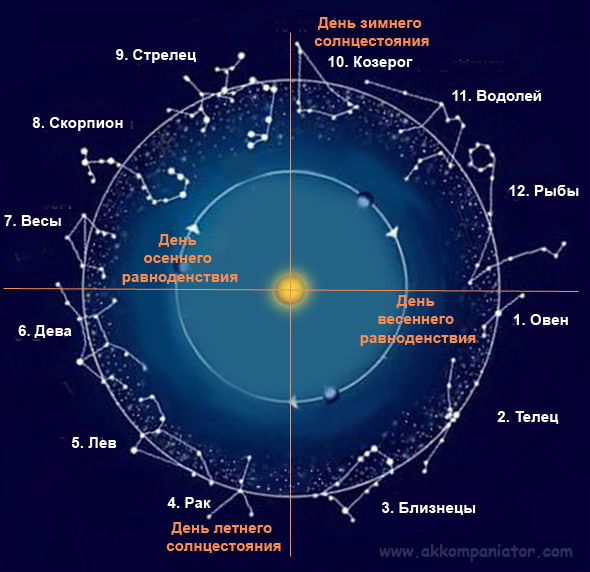 День зимнего
солнцестояния
9. Стрелец
10. Козерог
11. Водолей
8. Скорпион
12. Рыбы
7. Весы
День
осеннего
равноденствия
День
весеннего
равноденствия
1. Овен
6. Дева
2. Телец
5. Лев
4. Рак
3. Близнецы
День летнего
солнцестояния
www.akkompaniator.com